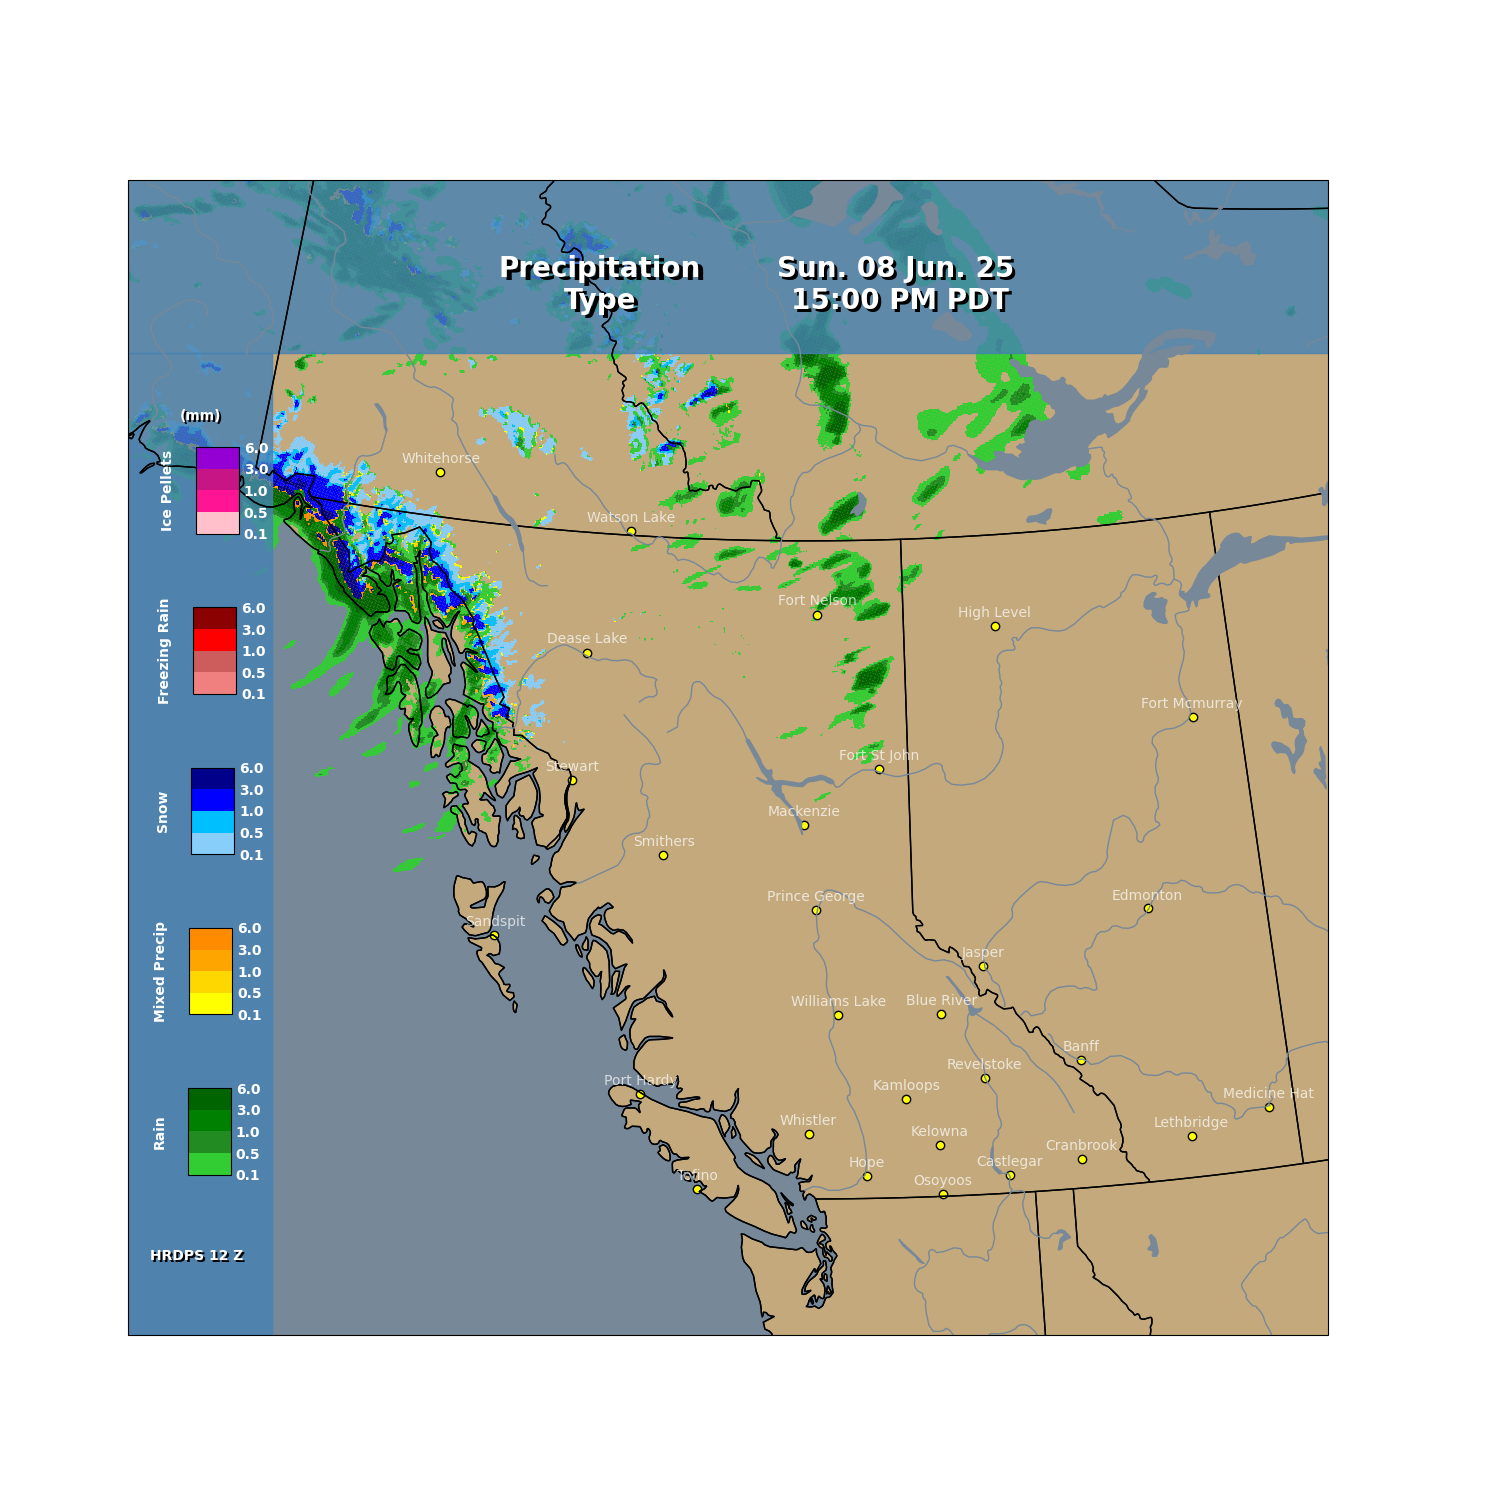 Precipitation
Type
Sun. 08 Jun. 25
15:00 PM PDT
(mm)
Ice Pellets
6.0
3.0
1.0
0.5
0.1
Freezing Rain
6.0
3.0
1.0
0.5
0.1
Snow
6.0
3.0
1.0
0.5
0.1
Mixed Precip
6.0
3.0
1.0
0.5
0.1
Rain
6.0
3.0
1.0
0.5
0.1
HRDPS 12 Z
Whitehorse
Watson Lake
Fort Nelson
High Level
Dease Lake
Fort Mcmurray
Fort St John
Stewart
Mackenzie
Smithers
Prince George
Edmonton
Sandspit
Jasper
Williams Lake
Blue River
Banff
Revelstoke
Port Hardy
Kamloops
Medicine Hat
Whistler
Lethbridge
Kelowna
Cranbrook
Hope
Castlegar
Tofino
Osoyoos